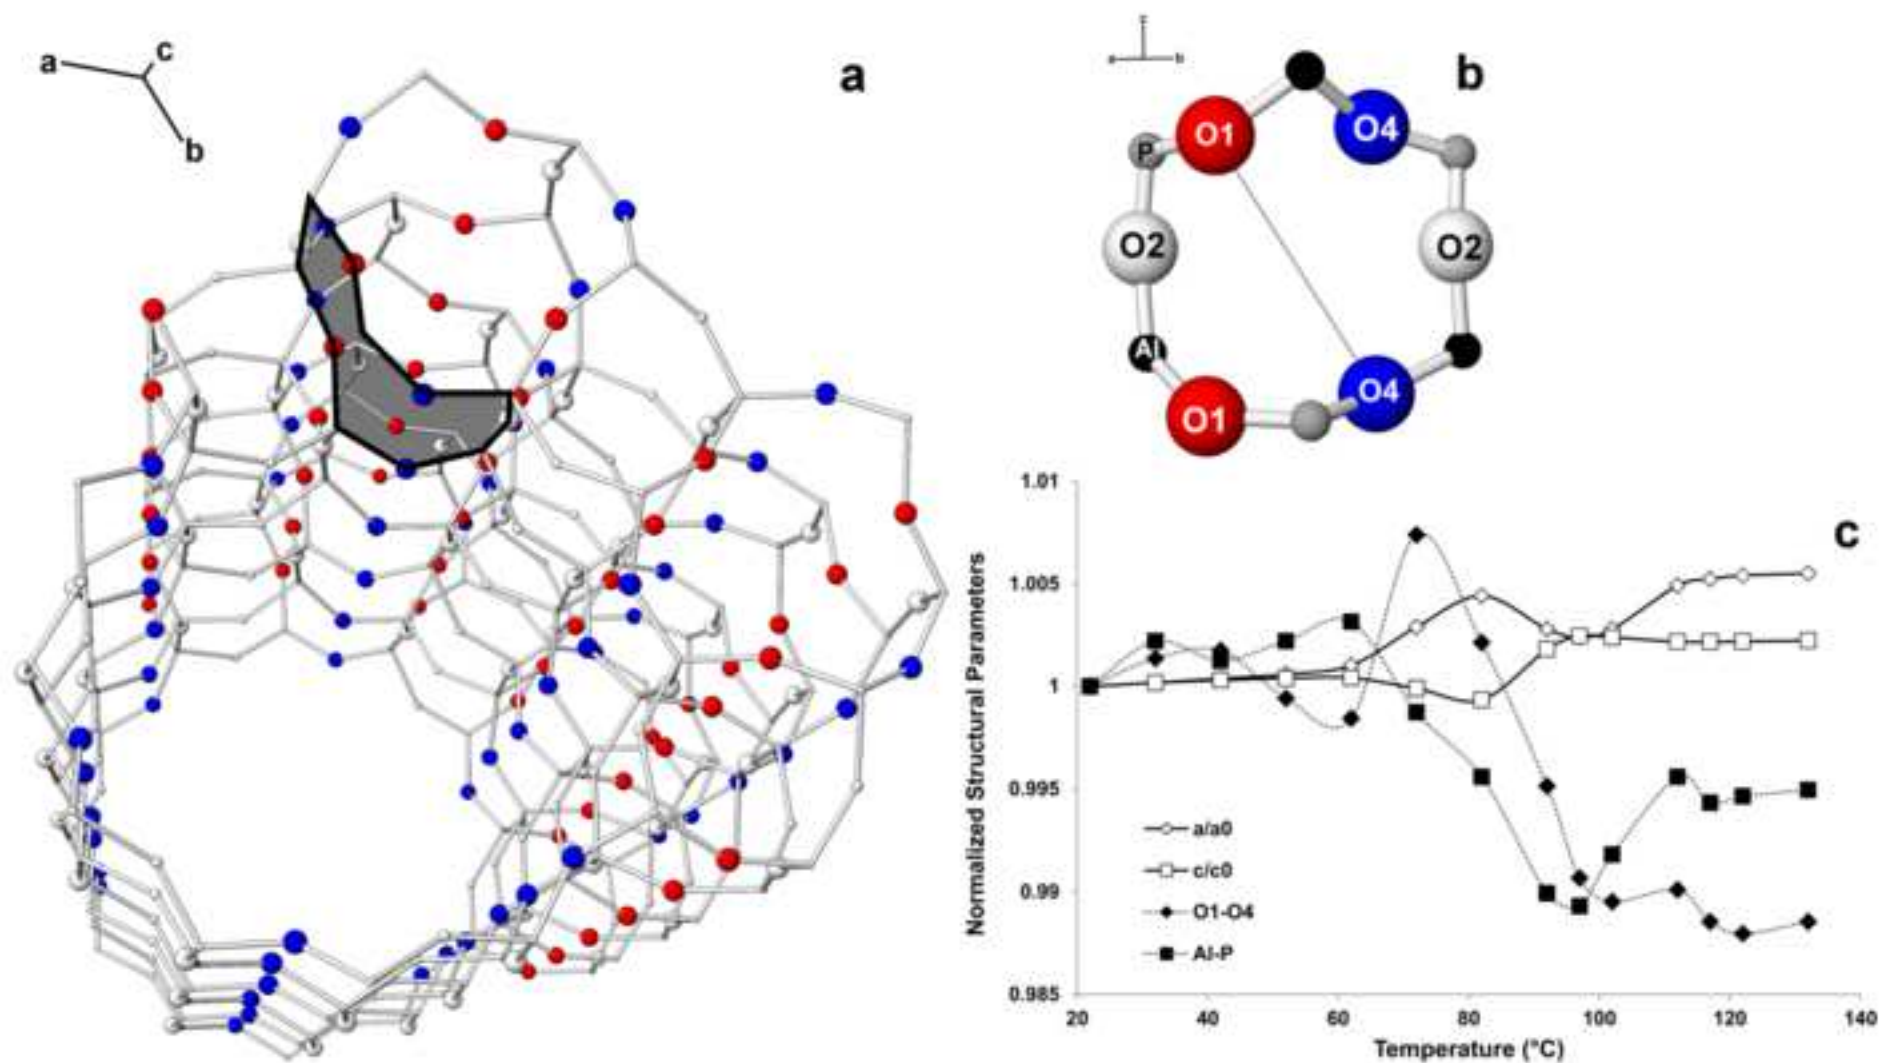 a
c
b
a
c
a
b
b
O1
O4
P
O2
O2
Al
O4
O1
c
Normalized Structural Parameters
1.01
1.005
1
0.995
0.99
0.985
a/a0
c/c0
O1-O4
Al-P
20 40 60 80 100 120 140
Temperature (°C)